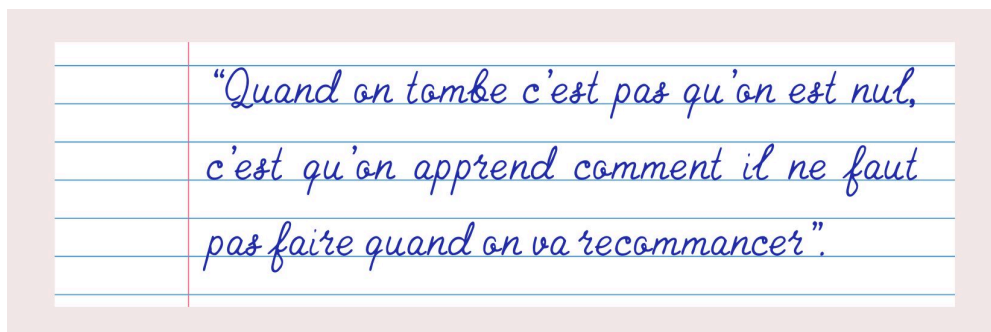 “Quand on tombe c'est pas qu'on est nul,
c'est qu'on apprend comment il ne faut
pas faire quand on va recommancer”.